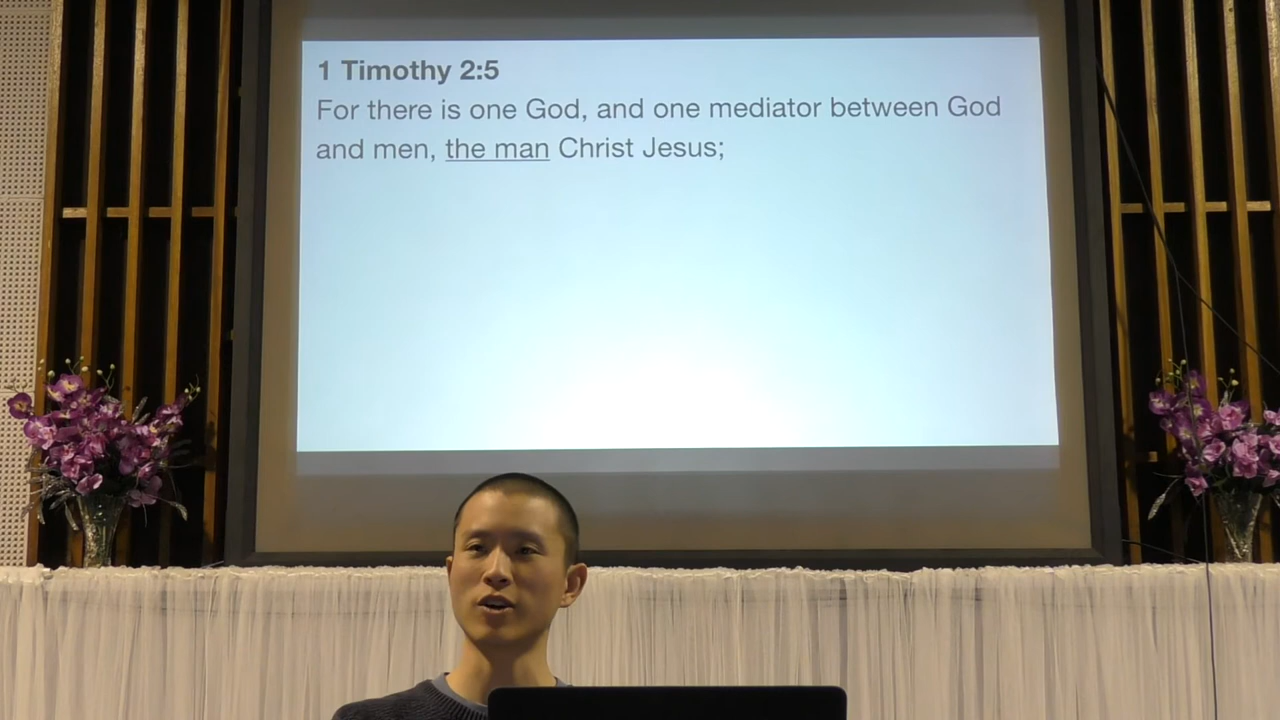 1 Timothy 2:5
For there is one God, and one mediator between God
and men, the man Christ Jesus;